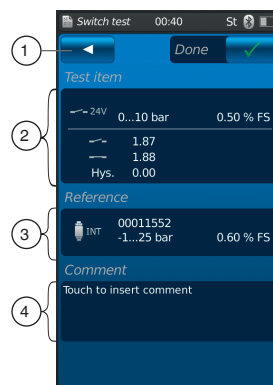 Switch test 00:40 St
1 Done
Test item
2
24V 0...10 bar 0.50 % FS
1.87
1.88
Hys. 0.00
Reference
3
INT 00011552
-1...25 bar 0.60 % FS
Comment
4 Touch to insert comment